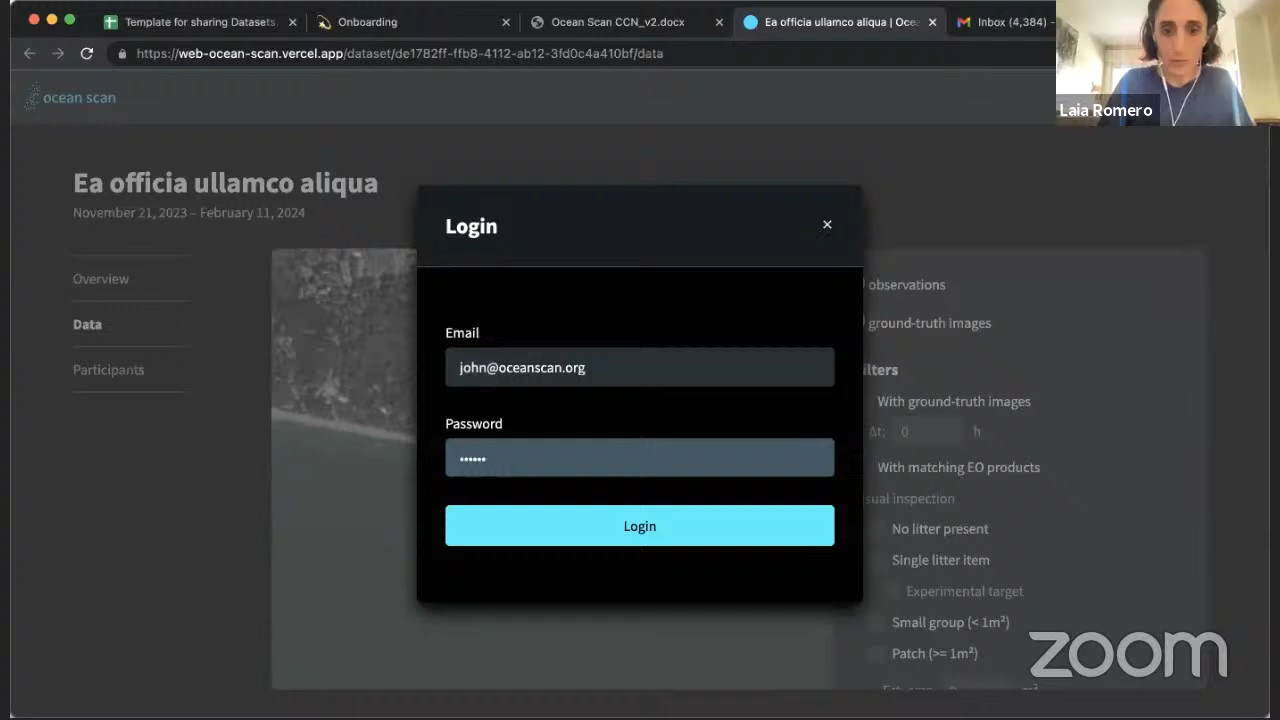 Template for sharing Datasets.
Onboarding
Ocean Scan CCN_v2.docx
Ea officia ullamco aliqua | Oce
Inbox (4,384) -
https://web-ocean-scan.vercel.app/dataset/de1782ff-ffb8-4112-ab12-3fd0c4a410bf/data
Laia Romero
ocean scan
Ea officia ullamco aliqua
November 21, 2023 – February 11, 2024
Overview
Data
Participants
Login
Email
john@oceanscan.org
Password
••••••
Login
observations
ground-truth images
ilters
With ground-truth images
Δt: 0 h
With matching EO products
sual inspection
No litter present
Single litter item
Experimental target
Small group (< 1m²)
Patch (>= 1m²)
zoom